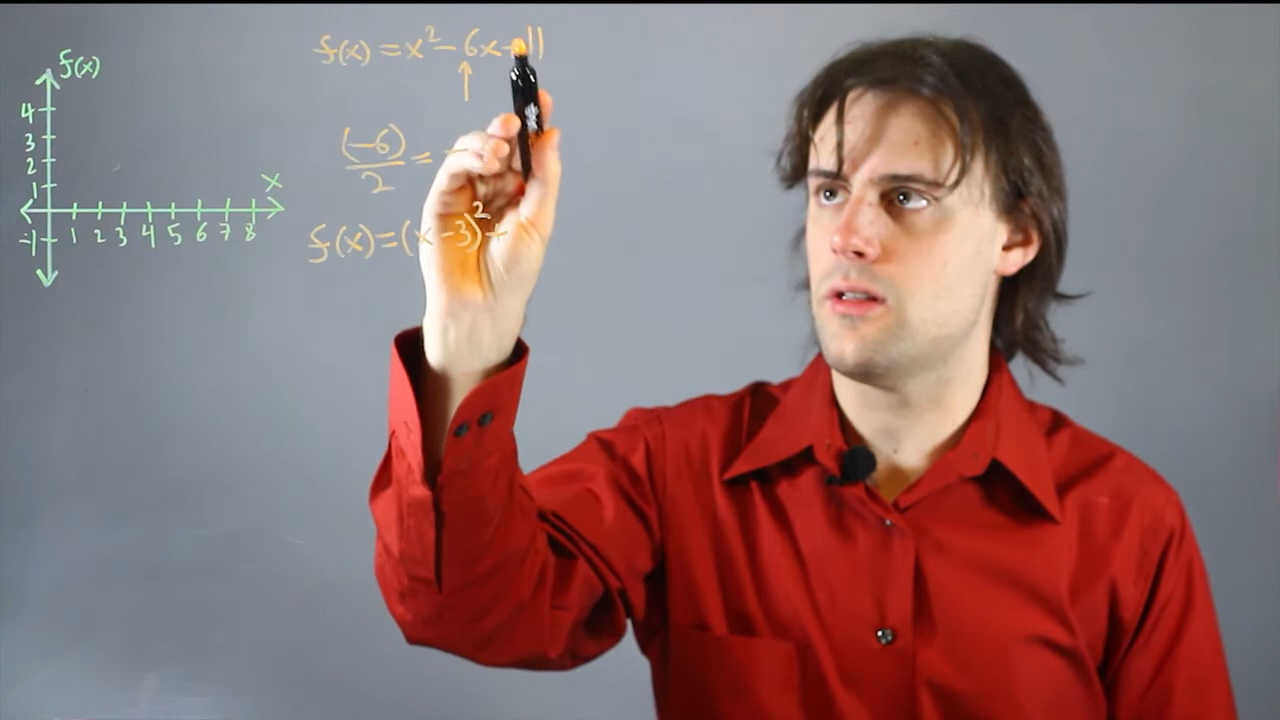 f(x)
4
3
2
1
-1
x
1 2 3 4 5 6 7 8
f(x) = x² - 6x + 11
↑
(-6)/2 = -
f(x) = (x - 3)² +